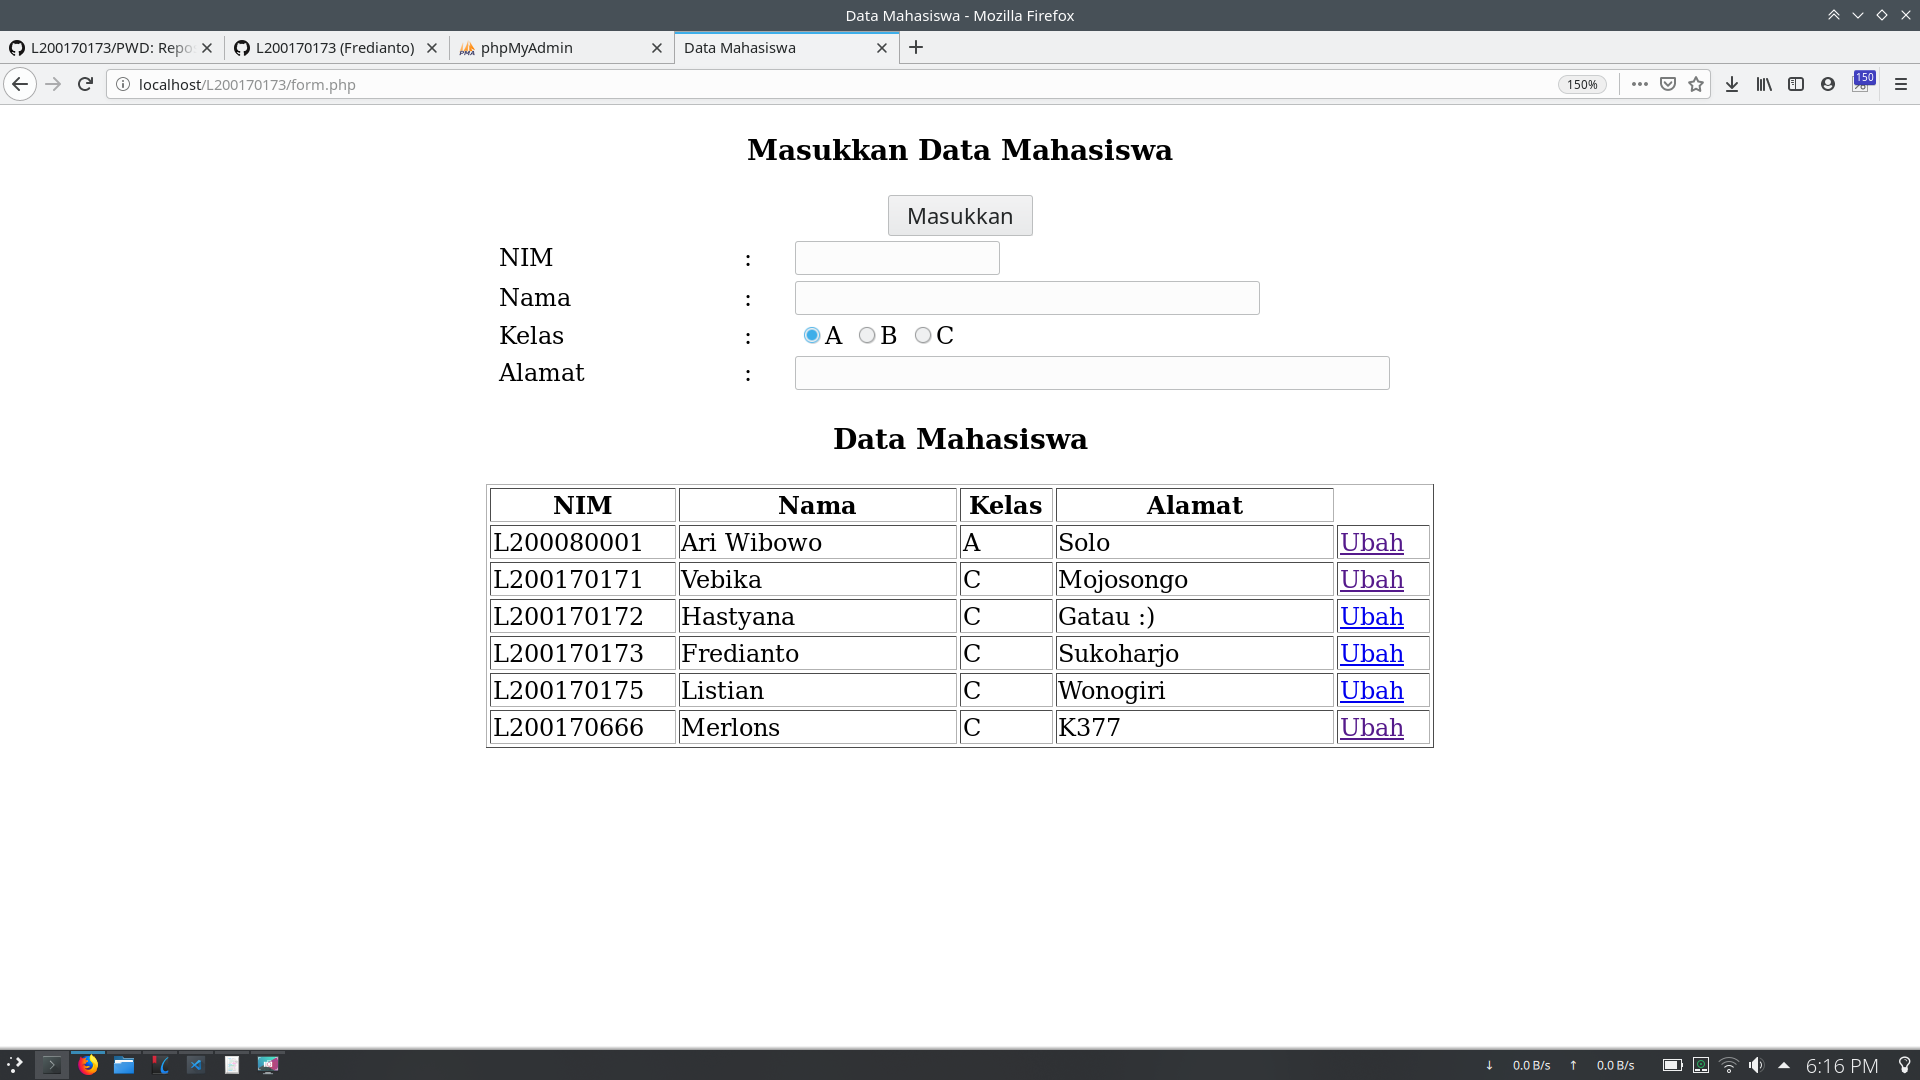 Data Mahasiswa - Mozilla Firefox
L200170173/PWD: Repo
L200170173 (Fredianto)
phpMyAdmin
Data Mahasiswa
localhost/L200170173/form.php
150%
150
Masukkan Data Mahasiswa
Masukkan
NIM :
Nama :
Kelas : A B C
Alamat :
Data Mahasiswa
NIM Nama Kelas Alamat
L200080001 Ari Wibowo A Solo Ubah
L200170171 Vebika C Mojosongo Ubah
L200170172 Hastyana C Gatau :) Ubah
L200170173 Fredianto C Sukoharjo Ubah
L200170175 Listian C Wonogiri Ubah
L200170666 Merlons C K377 Ubah
↓ 0.0 B/s ↑ 0.0 B/s 6:16 PM